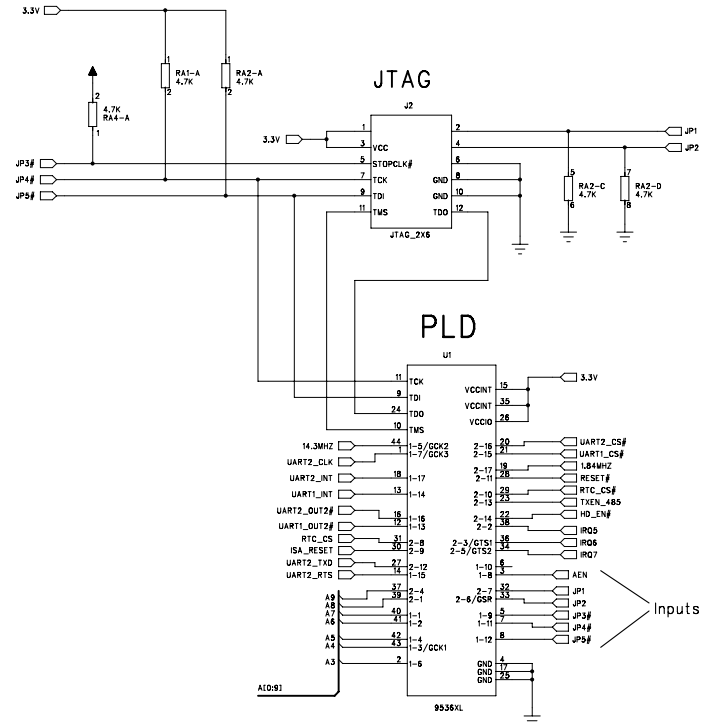 3.3V
1 1
RA1-A RA2-A
4.7K 4.7K
2 2
2
4.7K
RA4-A
1
JTAG
J2
3.3V
1 2 JP1
3 VCC 4 JP2
JP3# 5 STOPCLK# 6
JP4# 7 TCK GND 8
JP5# 9 TDI GND 10
11 TMS TDO 12
JTAG_2X6
5 7
RA2-C RA2-D
4.7K 4.7K
6 8
PLD
U1
11 TCK
9 TDI
24 TDO
10 TMS
VCCINT 15 3.3V
VCCINT 35
VCCIO 26
14.3MHZ 44 1-5/GCK2 2-16 20 UART2_CS#
UART2_CLK 1 1-7/GCK3 2-15 21 UART1_CS#
2-17 19 1.84MHZ
UART2_INT 18 1-17 2-11 28 RESET#
UART1_INT 13 1-14 2-10 29 RTC_CS#
2-13 23 TXEN_485
UART2_OUT2# 16 1-16 2-14 22 HD_EN#
UART1_OUT2# 12 1-13 2-2 38 IRQ5
RTC_CS 31 2-8 2-3/GTS1 36 IRQ6
ISA_RESET 30 2-9 2-5/GTS2 34 IRQ7
UART2_TXD 27 2-12 1-10 6
UART2_RTS 14 1-15 1-8 3 AEN
A9 37 2-4 2-7 32 JP1
A8 39 2-1 2-6/GSR 33 JP2
A7 40 1-1 1-9 5 JP3#
A6 41 1-2 1-11 7 JP4#
A5 42 1-4 1-12 8 JP5#
A4 43 1-3/GCK1
A3 2 1-6
GND 4
GND 17
GND 25
Inputs
A[0:9]
9536XL